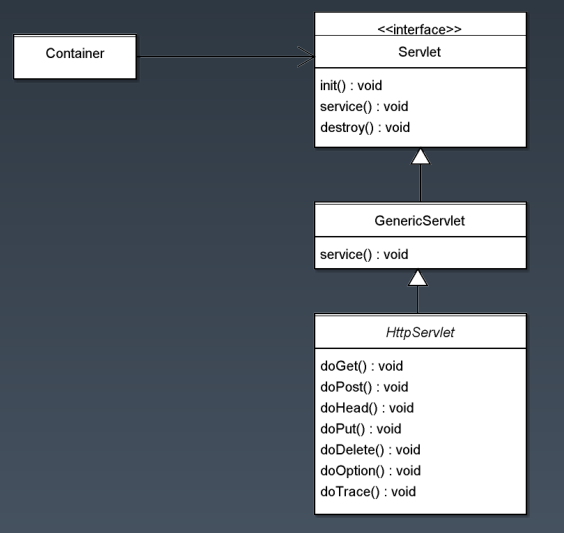 Container
<<interface>>
Servlet
init() : void
service() : void
destroy() : void
GenericServlet
service() : void
HttpServlet
doGet() : void
doPost() : void
doHead() : void
doPut() : void
doDelete() : void
doOption() : void
doTrace() : void